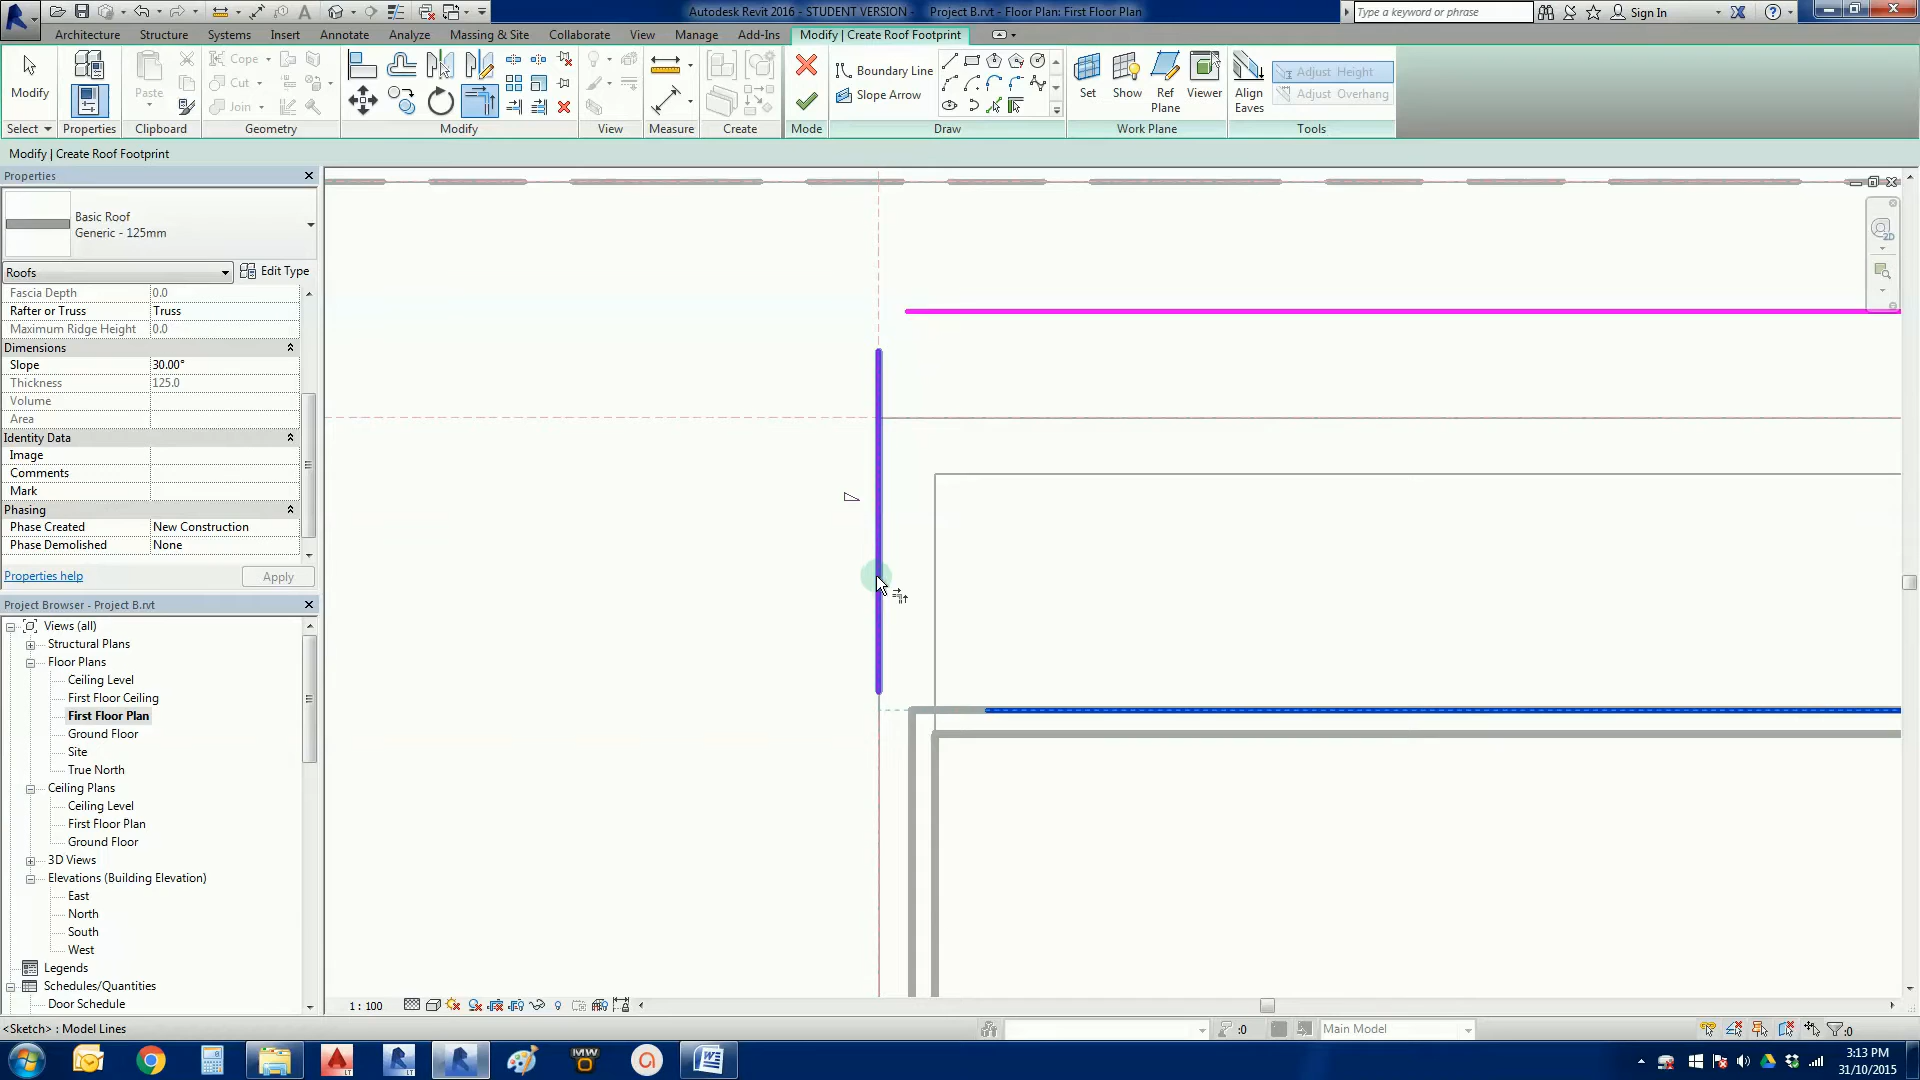 Autodesk Revit 2016 - STUDENT VERSION - Project B.rvt - Floor Plan: First Floor Plan
Type a keyword or phrase
Sign In
Architecture Structure Systems Insert Annotate Analyze Massing & Site Collaborate View Manage Add-Ins Modify | Create Roof Footprint
Modify
Paste
Cope
Cut
Join
Boundary Line
Slope Arrow
Set
Show
Ref Plane
Viewer
Align Eaves
Adjust Height
Adjust Overhang
Select Properties Clipboard Geometry Modify View Measure Create Mode Draw Work Plane Tools
Modify | Create Roof Footprint
Properties
Basic Roof
Generic - 125mm
Roofs
Edit Type
Fascia Depth 0.0
Rafter or Truss Truss
Maximum Ridge Height 0.0
Dimensions
Slope 30.00°
Thickness 125.0
Volume
Area
Identity Data
Image
Comments
Mark
Phasing
Phase Created New Construction
Phase Demolished None
Properties help
Apply
Project Browser - Project B.rvt
Views (all)
Structural Plans
Floor Plans
Ceiling Level
First Floor Ceiling
First Floor Plan
Ground Floor
Site
True North
Ceiling Plans
Ceiling Level
First Floor Plan
Ground Floor
3D Views
Elevations (Building Elevation)
East
North
South
West
Legends
Schedules/Quantities
Door Schedule
2D
1 : 100
<Sketch> : Model Lines
:0
Main Model
:0
LT
LT
MW
3:13 PM
31/10/2015